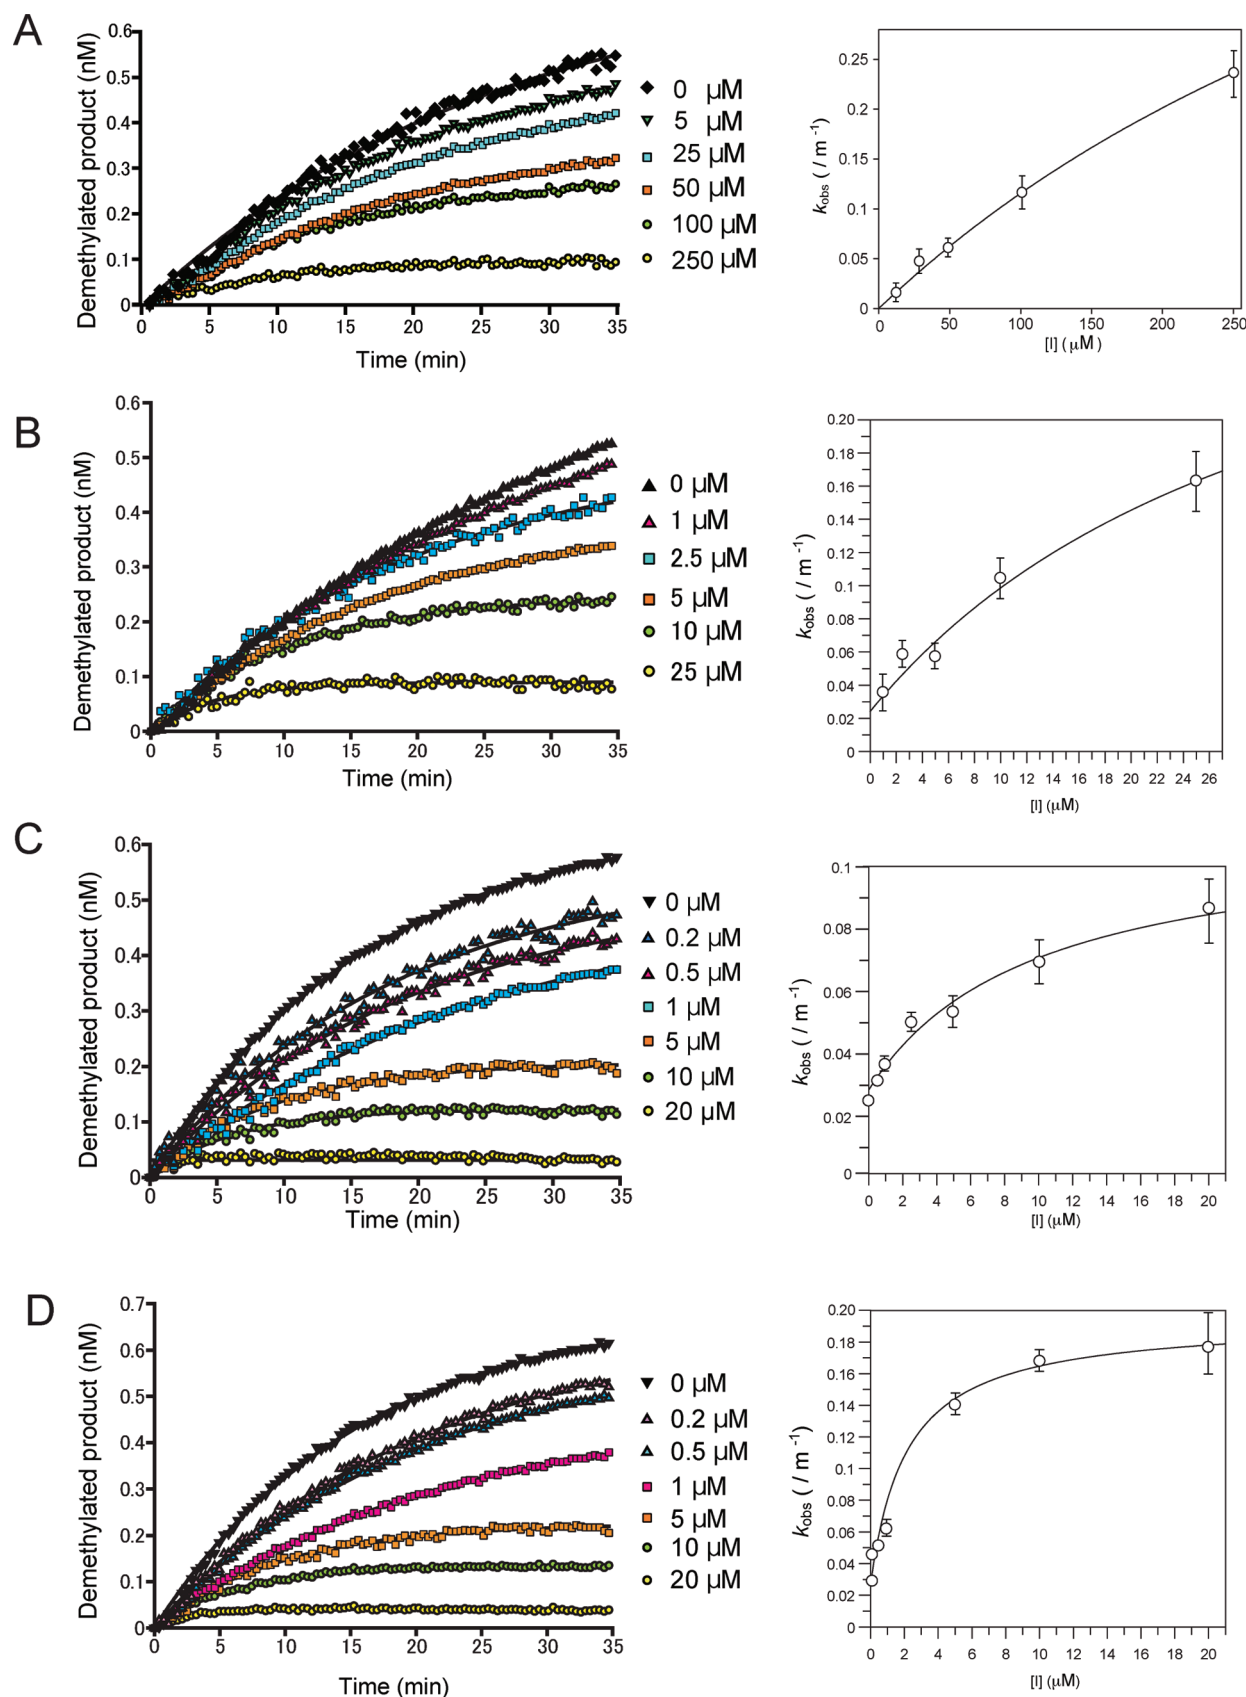 A
Demethylated product (nM)
0.6
0.5
0.4
0.3
0.2
0.1
0
0 5 10 15 20 25 30 35
Time (min)
0 µM
5 µM
25 µM
50 µM
100 µM
250 µM
kobs ( / m⁻¹)
0.25
0.2
0.15
0.1
0.05
0
0 50 100 150 200 250
[I] ( µM )
B
Demethylated product (nM)
0.6
0.5
0.4
0.3
0.2
0.1
0
0 5 10 15 20 25 30 35
Time (min)
0 µM
1 µM
2.5 µM
5 µM
10 µM
25 µM
kobs ( / m⁻¹)
0.20
0.18
0.16
0.14
0.12
0.1
0.08
0.06
0.04
0.02
0
0 2 4 6 8 10 12 14 16 18 20 22 24 26
[I] (µM)
C
Demethylated product (nM)
0.6
0.5
0.4
0.3
0.2
0.1
0
0 5 10 15 20 25 30 35
Time (min)
0 µM
0.2 µM
0.5 µM
1 µM
5 µM
10 µM
20 µM
kobs ( / m⁻¹)
0.1
0.08
0.06
0.04
0.02
0
0 2 4 6 8 10 12 14 16 18 20
[I] (µM)
D
Demethylated product (nM)
0.7
0.6
0.5
0.4
0.3
0.2
0.1
0
0 5 10 15 20 25 30 35
Time (min)
0 µM
0.2 µM
0.5 µM
1 µM
5 µM
10 µM
20 µM
kobs ( / m⁻¹)
0.20
0.18
0.16
0.14
0.12
0.1
0.08
0.06
0.04
0.02
0
0 2 4 6 8 10 12 14 16 18 20
[I] (µM)